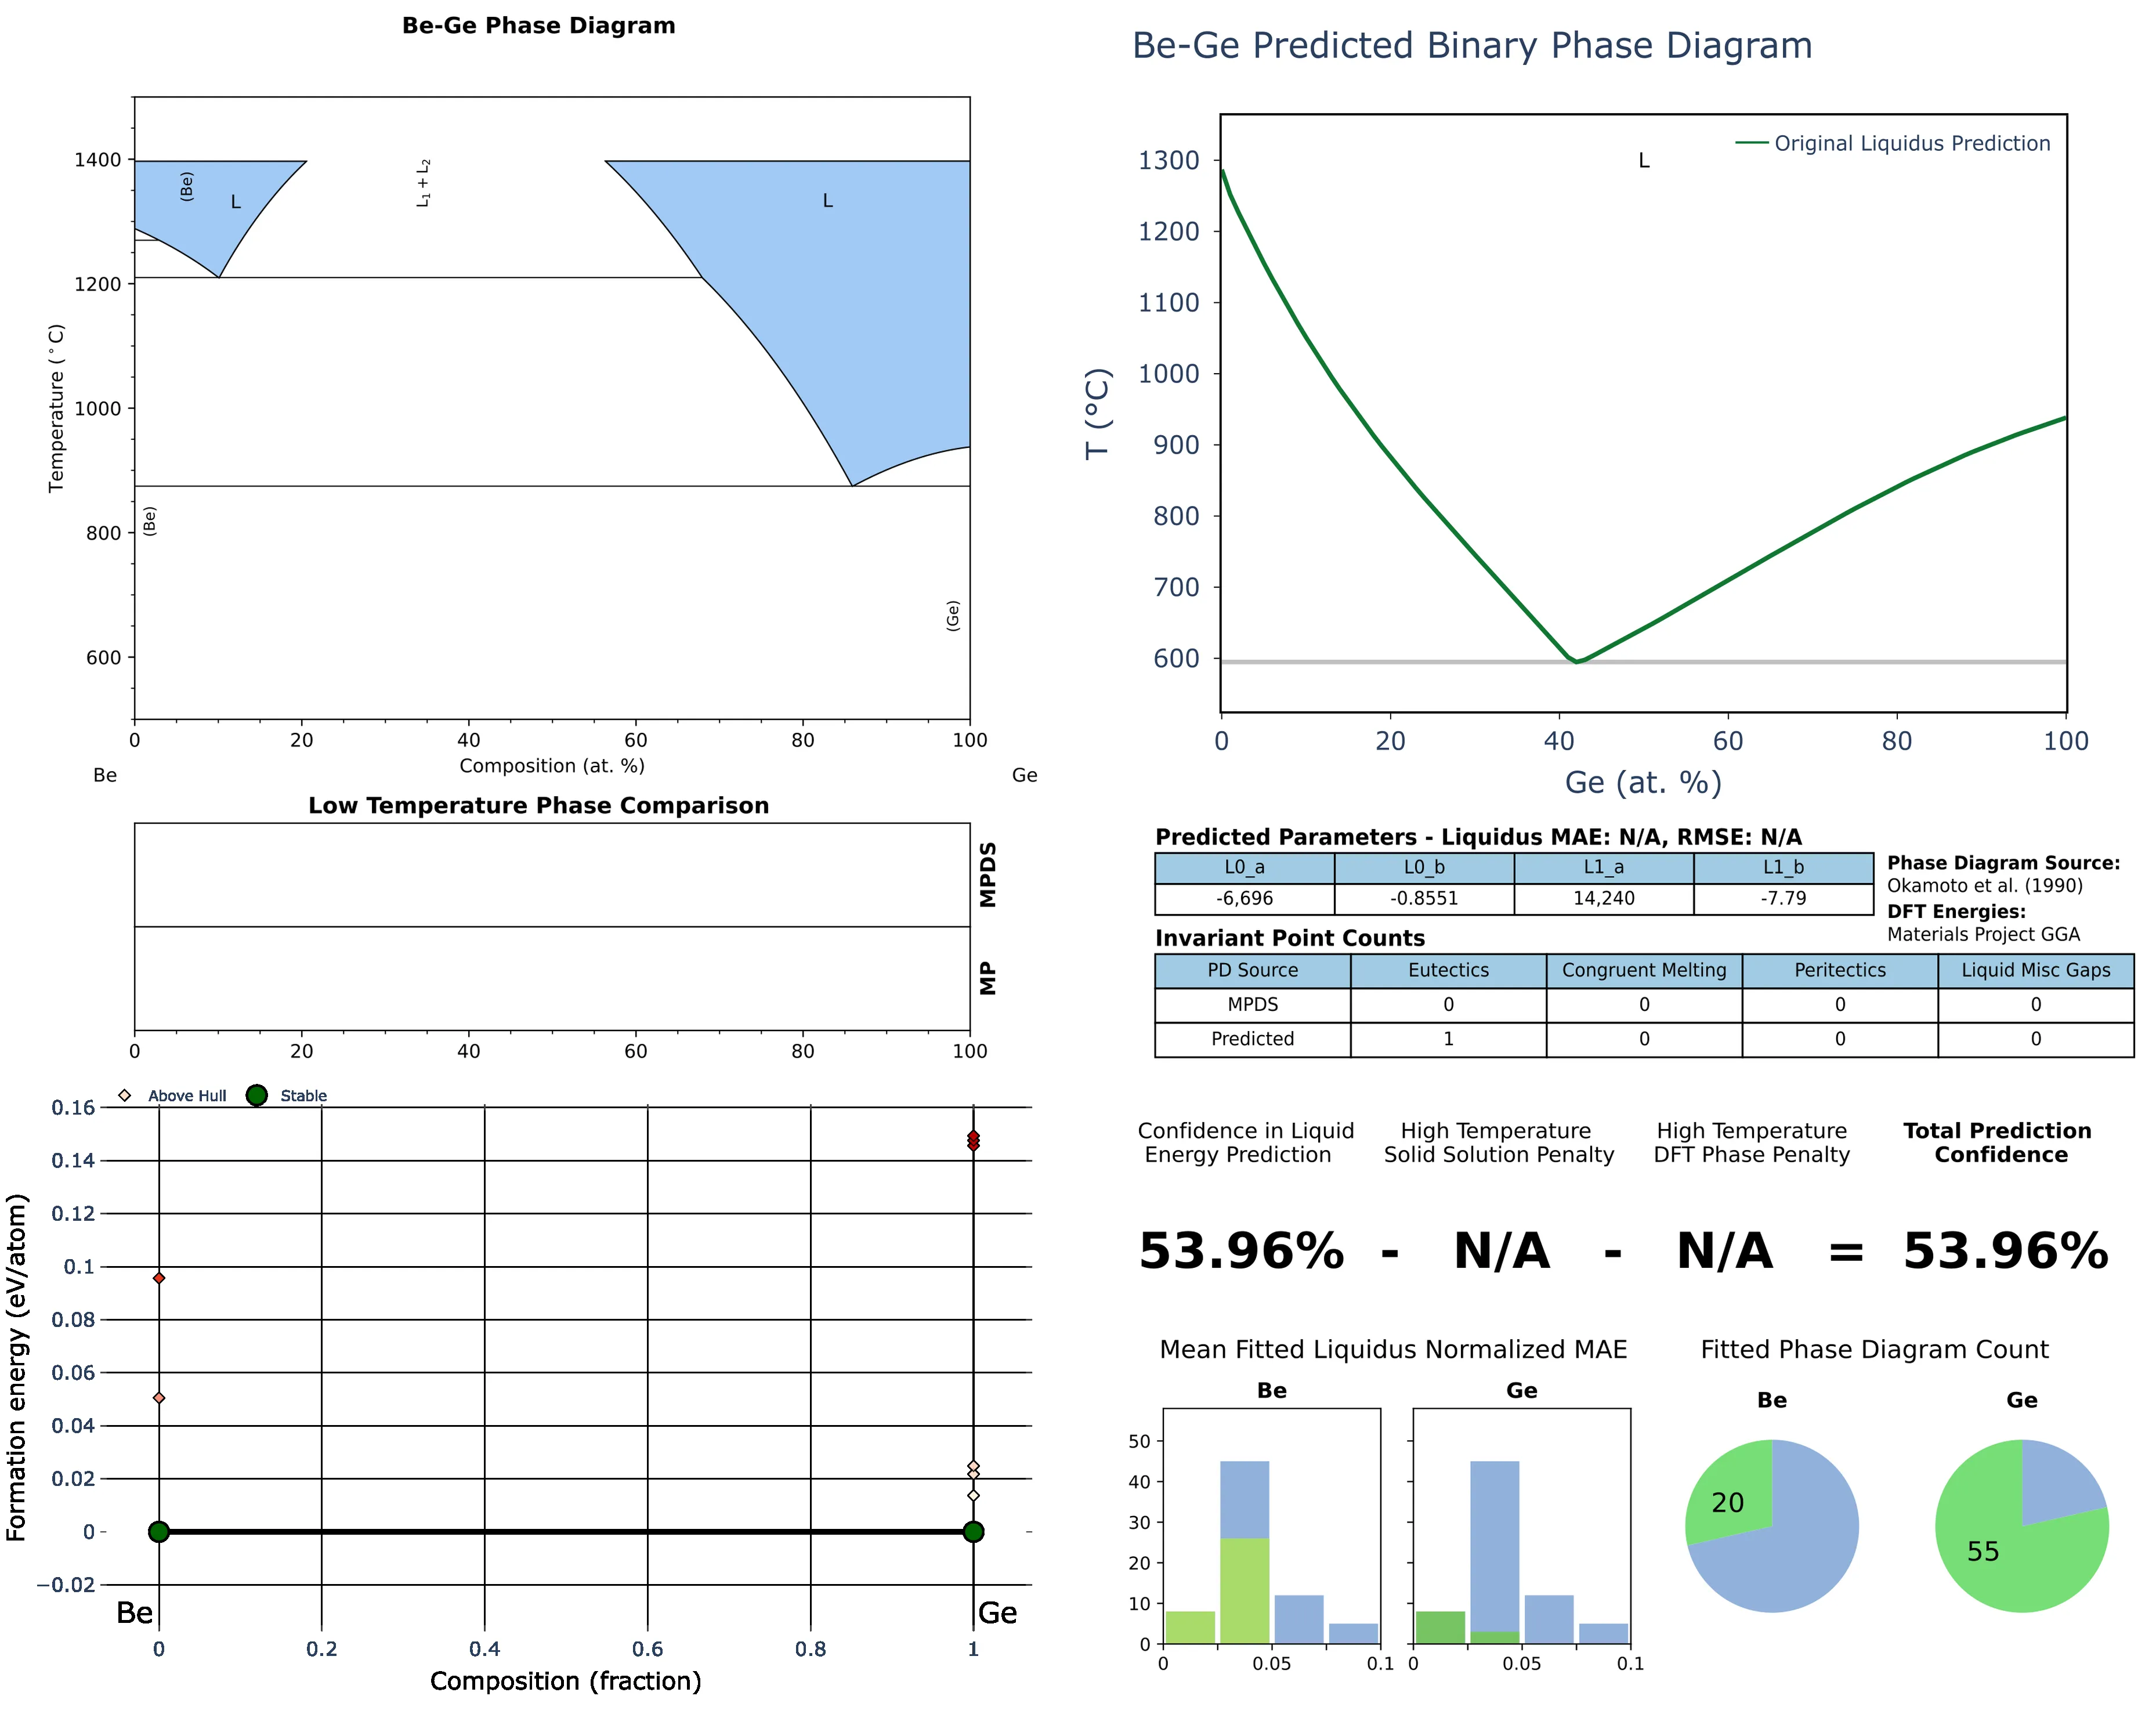 Be-Ge Phase Diagram
1400
1200
1000
800
600
Temperature (°C)
(Be)
L
L1 + L2
L
(Be)
(Ge)
0 20 40 60 80 100
Composition (at. %)
Be Ge
Low Temperature Phase Comparison
MPDS
MP
0 20 40 60 80 100
Above Hull Stable
0.16
0.14
0.12
0.1
0.08
0.06
0.04
0.02
0
−0.02
Formation energy (eV/atom)
Be Ge
0 0.2 0.4 0.6 0.8 1
Composition (fraction)
Be-Ge Predicted Binary Phase Diagram
L
Original Liquidus Prediction
1300
1200
1100
1000
900
800
700
600
T (°C)
0 20 40 60 80 100
Ge (at. %)
Predicted Parameters - Liquidus MAE: N/A, RMSE: N/A
L0_a L0_b L1_a L1_b
-6,696 -0.8551 14,240 -7.79
Phase Diagram Source:
Okamoto et al. (1990)
DFT Energies:
Materials Project GGA
Invariant Point Counts
PD Source Eutectics Congruent Melting Peritectics Liquid Misc Gaps
MPDS 0 0 0 0
Predicted 1 0 0 0
Confidence in Liquid
Energy Prediction
High Temperature
Solid Solution Penalty
High Temperature
DFT Phase Penalty
Total Prediction
Confidence
53.96% - N/A - N/A = 53.96%
Mean Fitted Liquidus Normalized MAE
Be Ge
50
40
30
20
10
0
0 0.05 0.1 0 0.05 0.1
Fitted Phase Diagram Count
Be Ge
20
55